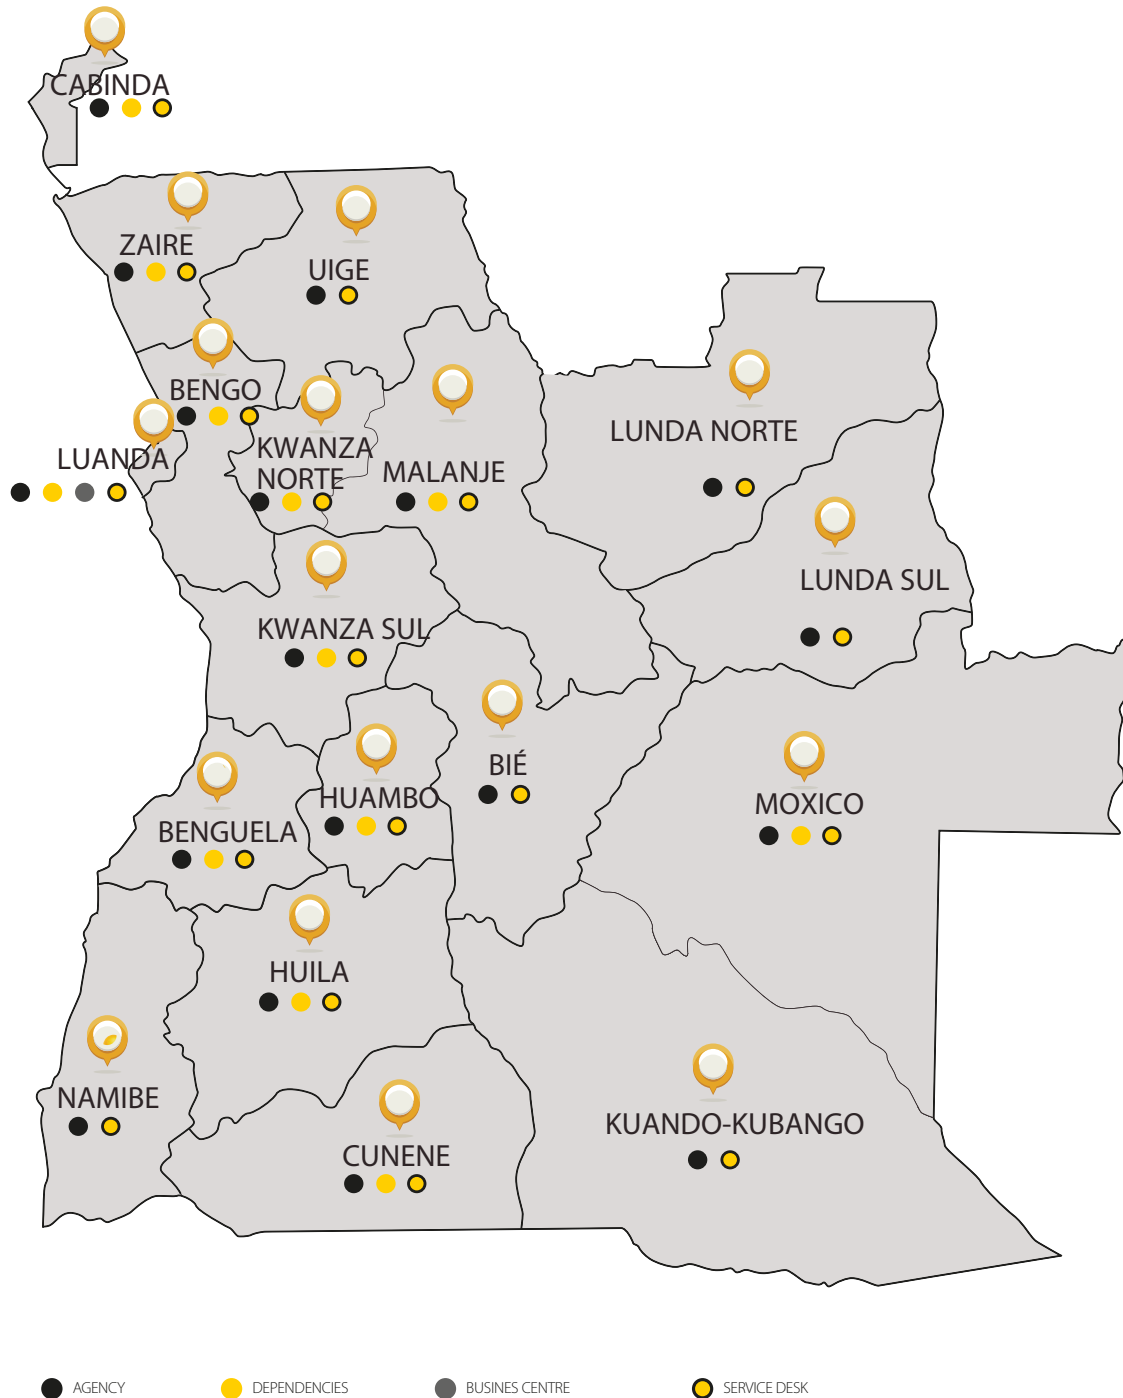 CABINDA
ZAIRE
UIGE
BENGO
LUANDA
KWANZA
NORTE
MALANJE
LUNDA NORTE
LUNDA SUL
KWANZA SUL
BIÉ
HUAMBO
MOXICO
BENGUELA
HUILA
NAMIBE
CUNENE
KUANDO-KUBANGO
AGENCY
DEPENDENCIES
BUSINES CENTRE
SERVICE DESK